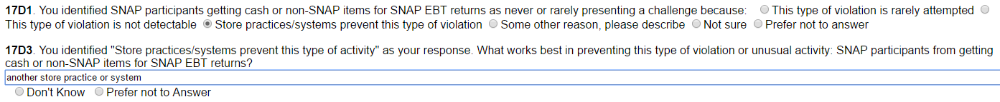 17D1. You identified SNAP participants getting cash or non-SNAP items for SNAP EBT returns as never or rarely presenting a challenge because: This type of violation is rarely attempted
This type of violation is not detectable Store practices/systems prevent this type of violation Some other reason, please describe Not sure Prefer not to answer
17D3. You identified "Store practices/systems prevent this type of activity" as your response. What works best in preventing this type of violation or unusual activity: SNAP participants from getting
cash or non-SNAP items for SNAP EBT returns?
another store practice or system
Don't Know Prefer not to Answer